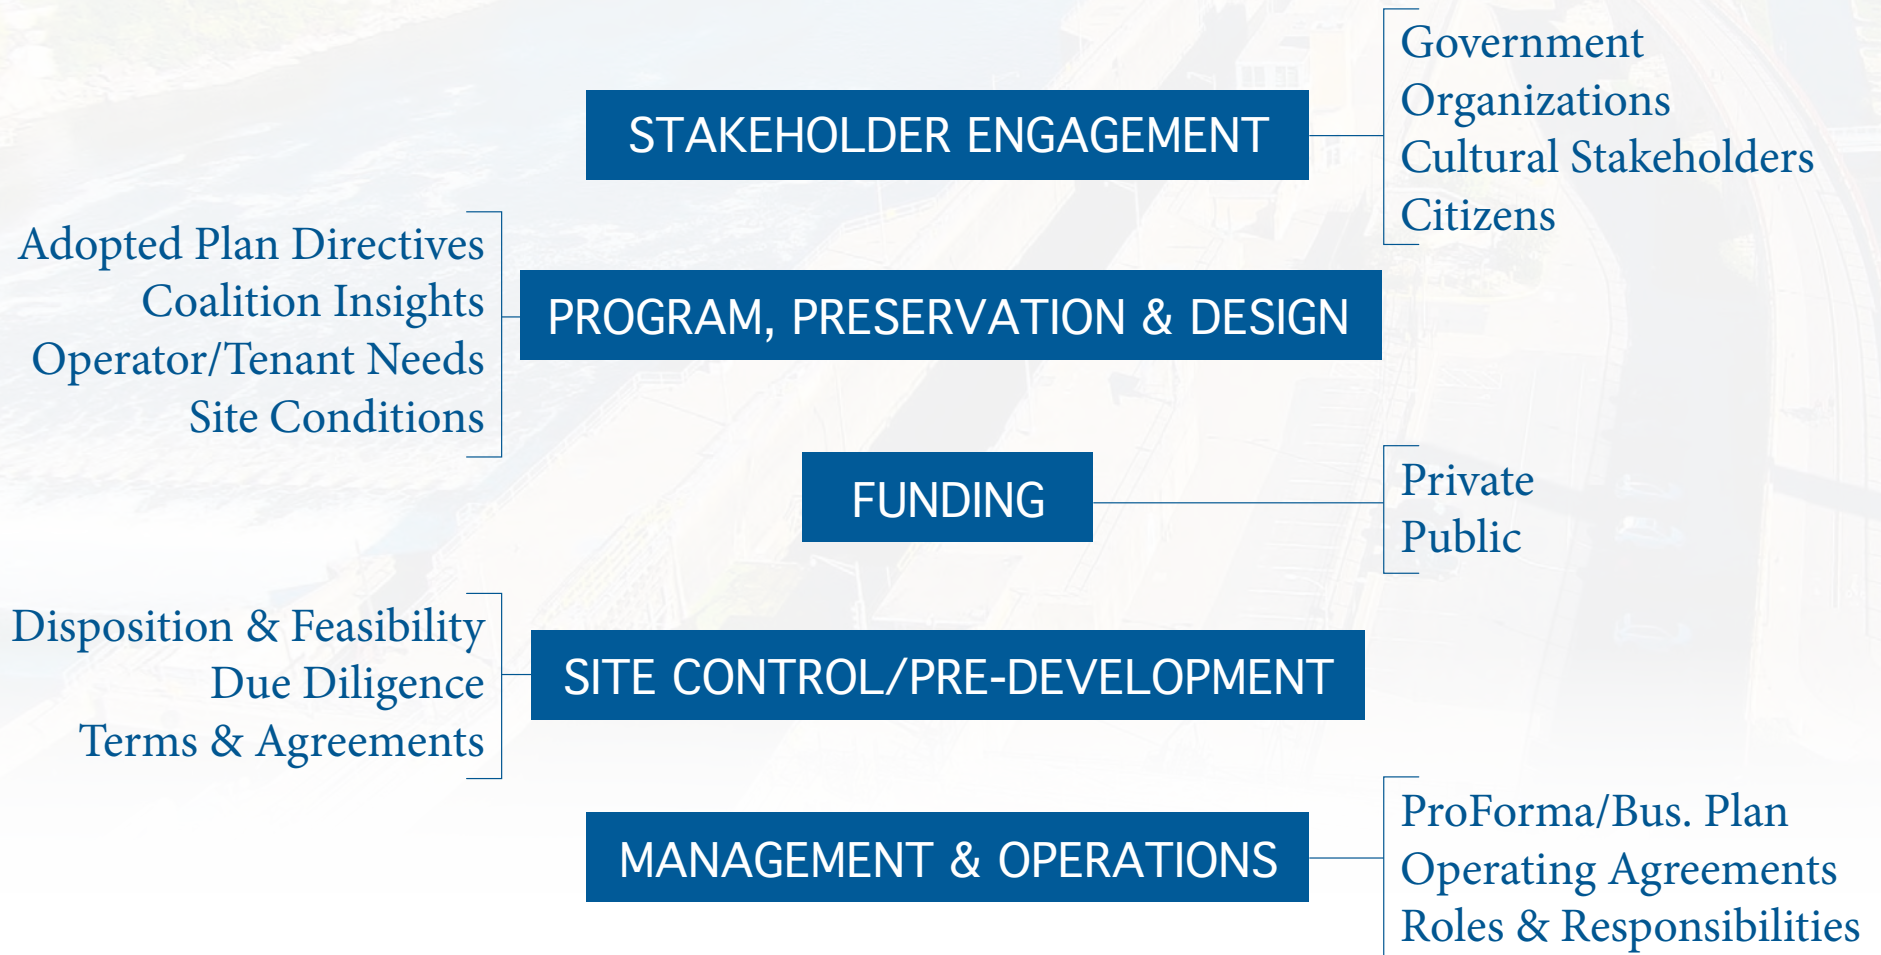 STAKEHOLDER ENGAGEMENT
Government
Organizations
Cultural Stakeholders
Citizens
Adopted Plan Directives
Coalition Insights
Operator/Tenant Needs
Site Conditions
PROGRAM, PRESERVATION & DESIGN
FUNDING
Private
Public
Disposition & Feasibility
Due Diligence
Terms & Agreements
SITE CONTROL/PRE-DEVELOPMENT
MANAGEMENT & OPERATIONS
ProForma/Bus. Plan
Operating Agreements
Roles & Responsibilities